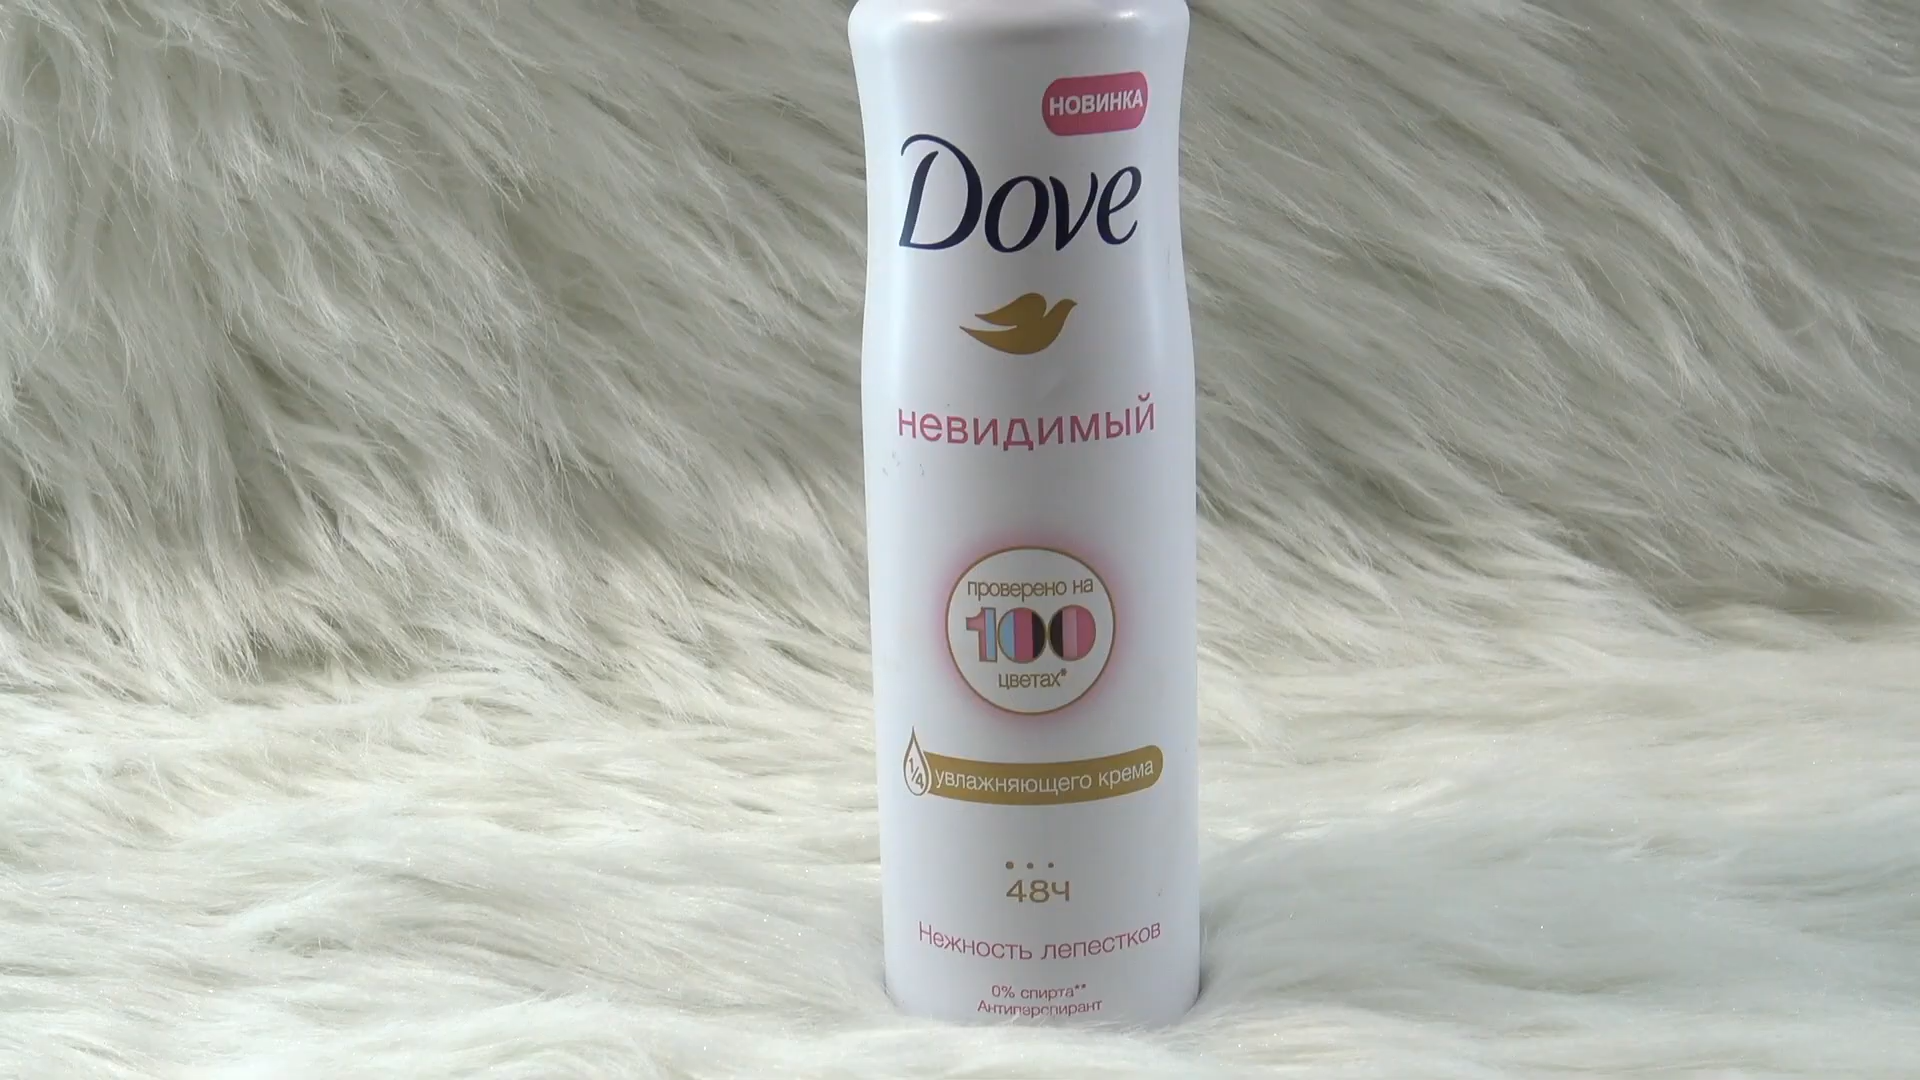 НОВИНКА
Dove
невидимый
проверено на
100
цветах*
1/4 увлажняющего крема
48ч
Нежность лепестков
0% спирта**
Антиперспирант